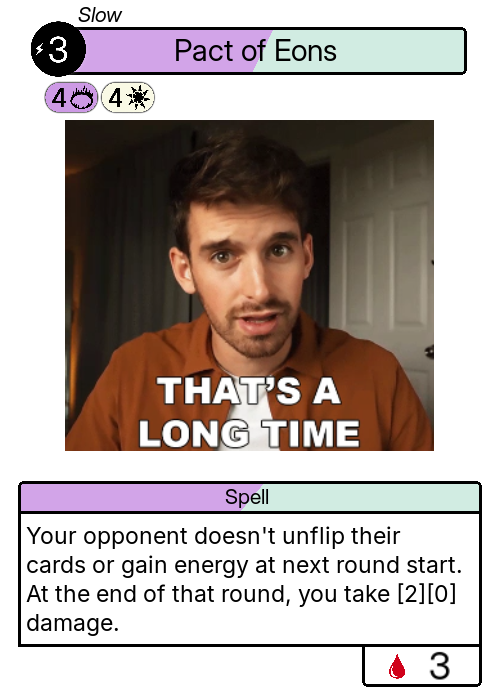 Slow
3
Pact of Eons
4 4
THAT'S A
LONG TIME
Spell
Your opponent doesn't unflip their
cards or gain energy at next round start.
At the end of that round, you take [2][0]
damage.
3